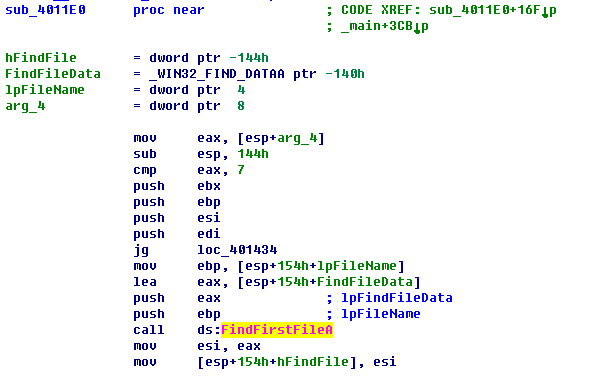 sub_4011E0 proc near ; CODE XREF: sub_4011E0+16F↓p
; _main+3CB↓p
hFindFile = dword ptr -144h
FindFileData = _WIN32_FIND_DATAA ptr -140h
lpFileName = dword ptr 4
arg_4 = dword ptr 8
mov eax, [esp+arg_4]
sub esp, 144h
cmp eax, 7
push ebx
push ebp
push esi
push edi
jg loc_401434
mov ebp, [esp+154h+lpFileName]
lea eax, [esp+154h+FindFileData]
push eax ; lpFindFileData
push ebp ; lpFileName
call ds:FindFirstFileA
mov esi, eax
mov [esp+154h+hFindFile], esi